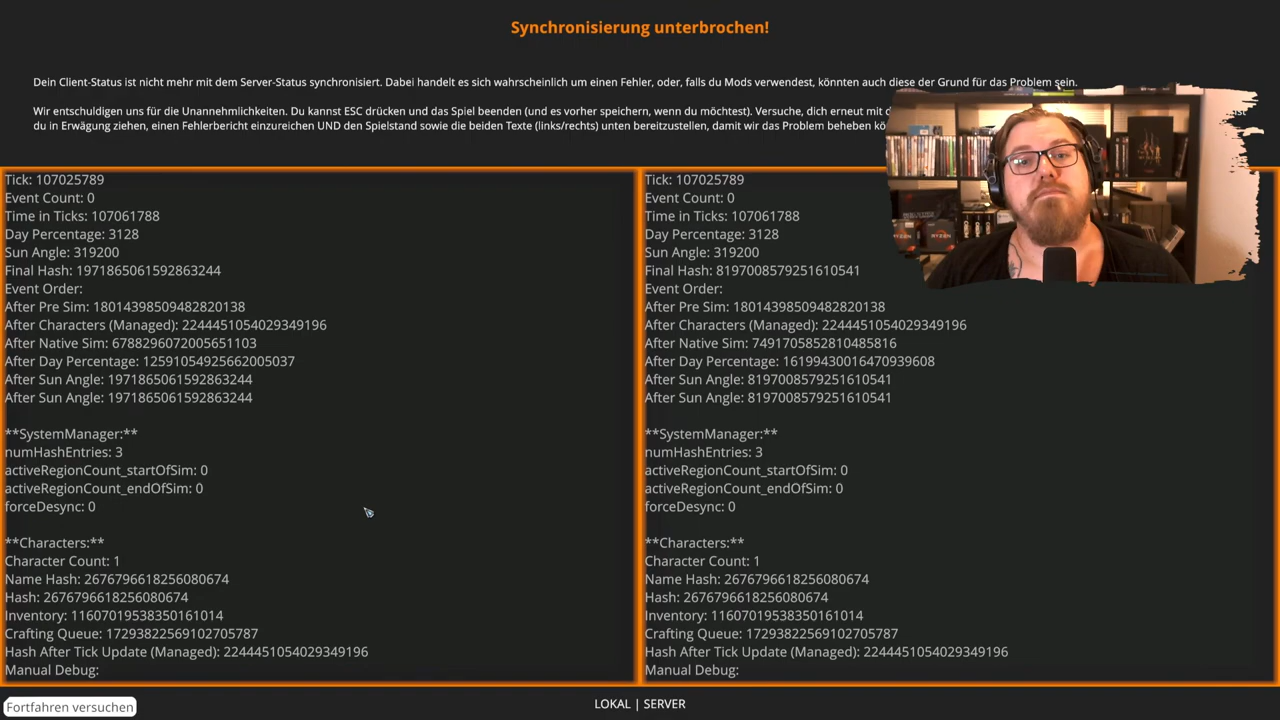 Synchronisierung unterbrochen!
Dein Client-Status ist nicht mehr mit dem Server-Status synchronisiert. Dabei handelt es sich wahrscheinlich um einen Fehler, oder, falls du Mods verwendest, könnten auch diese der Grund für das Problem sein.
Wir entschuldigen uns für die Unannehmlichkeiten. Du kannst ESC drücken und das Spiel beenden (und es vorher speichern, wenn du möchtest). Versuche, dich erneut mit
du in Erwägung ziehen, einen Fehlerbericht einzureichen UND den Spielstand sowie die beiden Texte (links/rechts) unten bereitzustellen, damit wir das Problem beheben
Tick: 107025789
Event Count: 0
Time in Ticks: 107061788
Day Percentage: 3128
Sun Angle: 319200
Final Hash: 1971865061592863244
Event Order:
After Pre Sim: 18014398509482820138
After Characters (Managed): 2244451054029349196
After Native Sim: 6788296072005651103
After Day Percentage: 12591054925662005037
After Sun Angle: 1971865061592863244
After Sun Angle: 1971865061592863244
**SystemManager:**
numHashEntries: 3
activeRegionCount_startOfSim: 0
activeRegionCount_endOfSim: 0
forceDesync: 0
**Characters:**
Character Count: 1
Name Hash: 2676796618256080674
Hash: 2676796618256080674
Inventory: 11607019538350161014
Crafting Queue: 17293822569102705787
Hash After Tick Update (Managed): 2244451054029349196
Manual Debug:
Tick: 107025789
Event Count: 0
Time in Ticks: 107061788
Day Percentage: 3128
Sun Angle: 319200
Final Hash: 8197008579251610541
Event Order:
After Pre Sim: 18014398509482820138
After Characters (Managed): 2244451054029349196
After Native Sim: 7491705852810485816
After Day Percentage: 16199430016470939608
After Sun Angle: 8197008579251610541
After Sun Angle: 8197008579251610541
**SystemManager:**
numHashEntries: 3
activeRegionCount_startOfSim: 0
activeRegionCount_endOfSim: 0
forceDesync: 0
**Characters:**
Character Count: 1
Name Hash: 2676796618256080674
Hash: 2676796618256080674
Inventory: 11607019538350161014
Crafting Queue: 17293822569102705787
Hash After Tick Update (Managed): 2244451054029349196
Manual Debug:
Fortfahren versuchen
LOKAL | SERVER